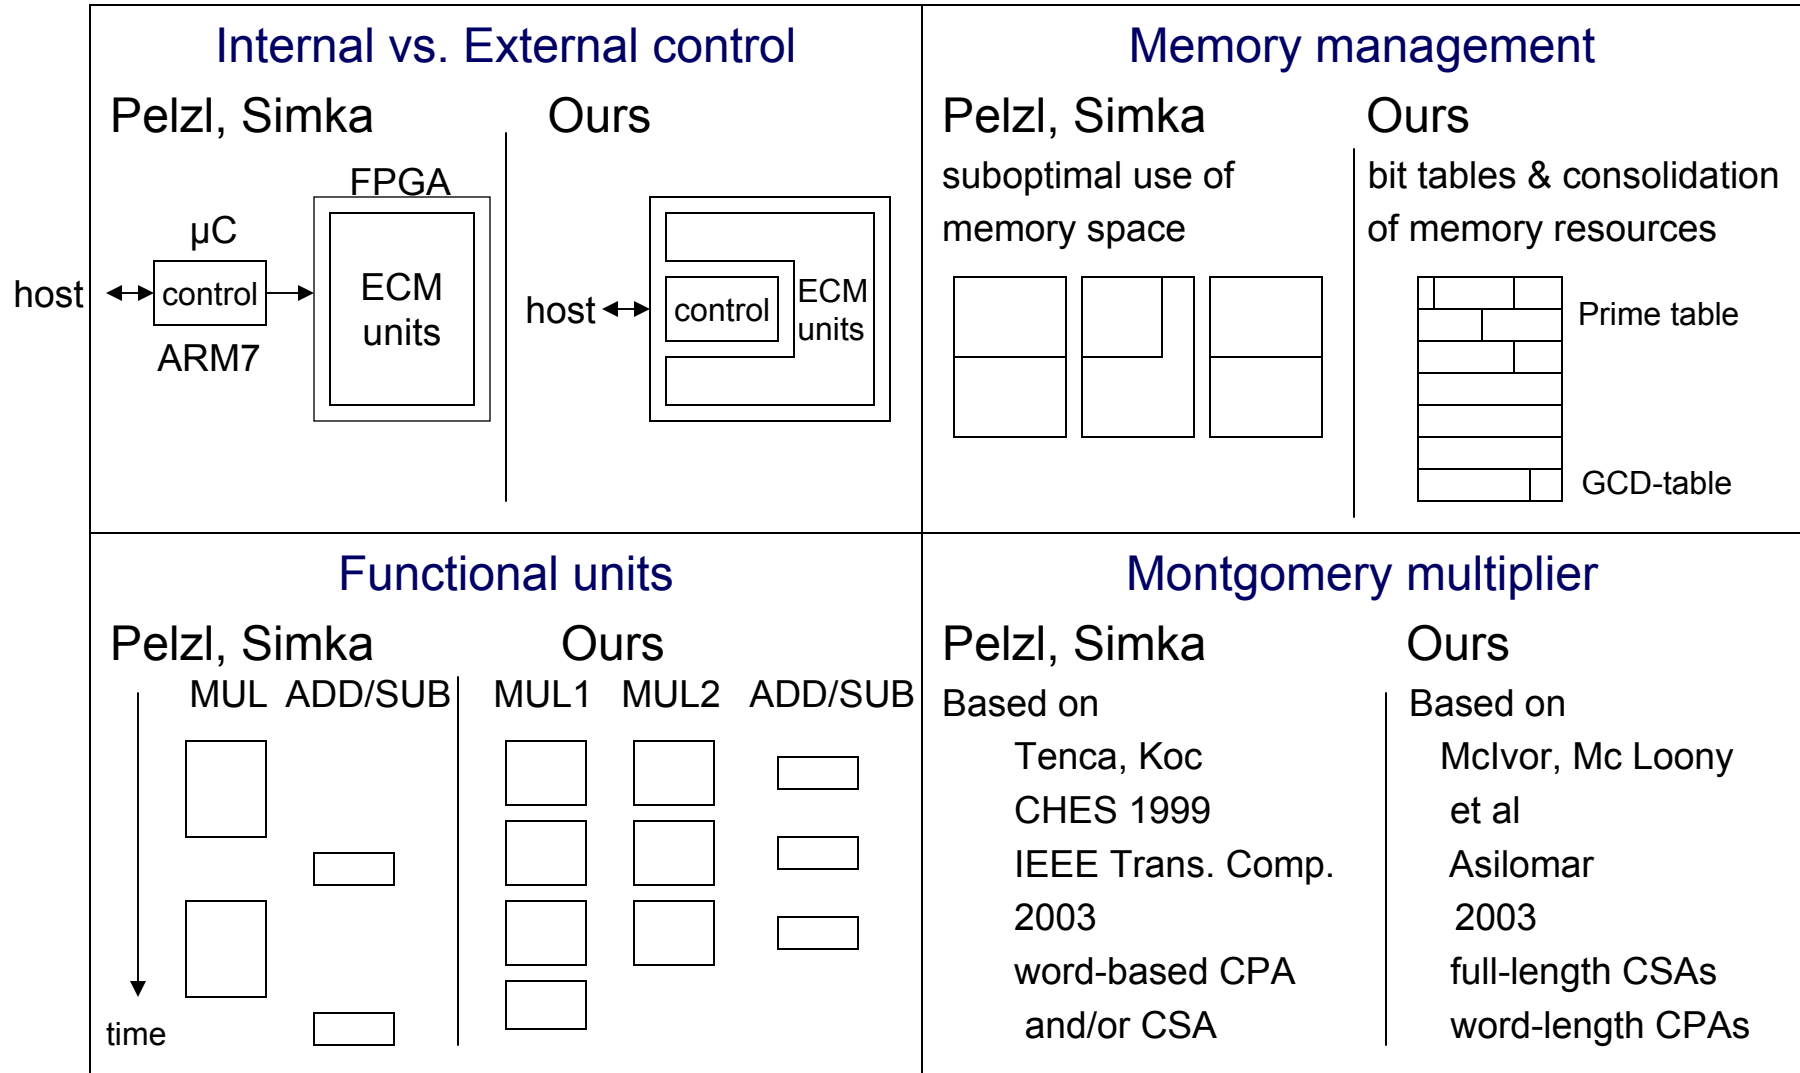 Internal vs. External control
Pelzl, Simka
Ours
FPGA
µC
host
control
ECM
units
ARM7
host
control
ECM
units
Memory management
Pelzl, Simka
Ours
suboptimal use of
memory space
bit tables & consolidation
of memory resources
Prime table
GCD-table
Functional units
Pelzl, Simka
Ours
MUL ADD/SUB
MUL1 MUL2 ADD/SUB
time
Montgomery multiplier
Pelzl, Simka
Based on
Tenca, Koc
CHES 1999
IEEE Trans. Comp.
2003
word-based CPA
and/or CSA
Ours
Based on
McIvor, Mc Loony
et al
Asilomar
2003
full-length CSAs
word-length CPAs